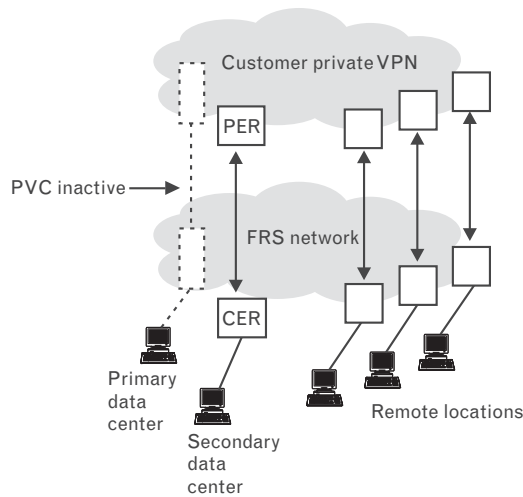 Customer private VPN
PER
PVC inactive
FRS network
CER
Primary
data
center
Secondary
data
center
Remote locations